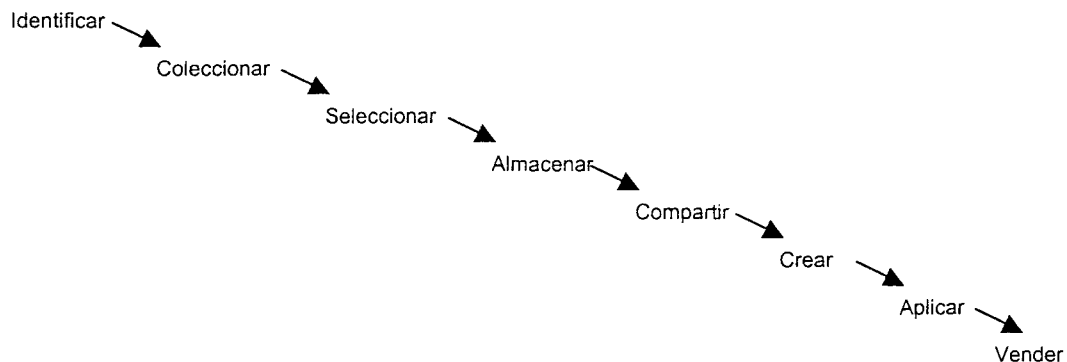 Identificar
Coleccionar
Seleccionar
Almacenar
Compartir
Crear
Aplicar
Vender